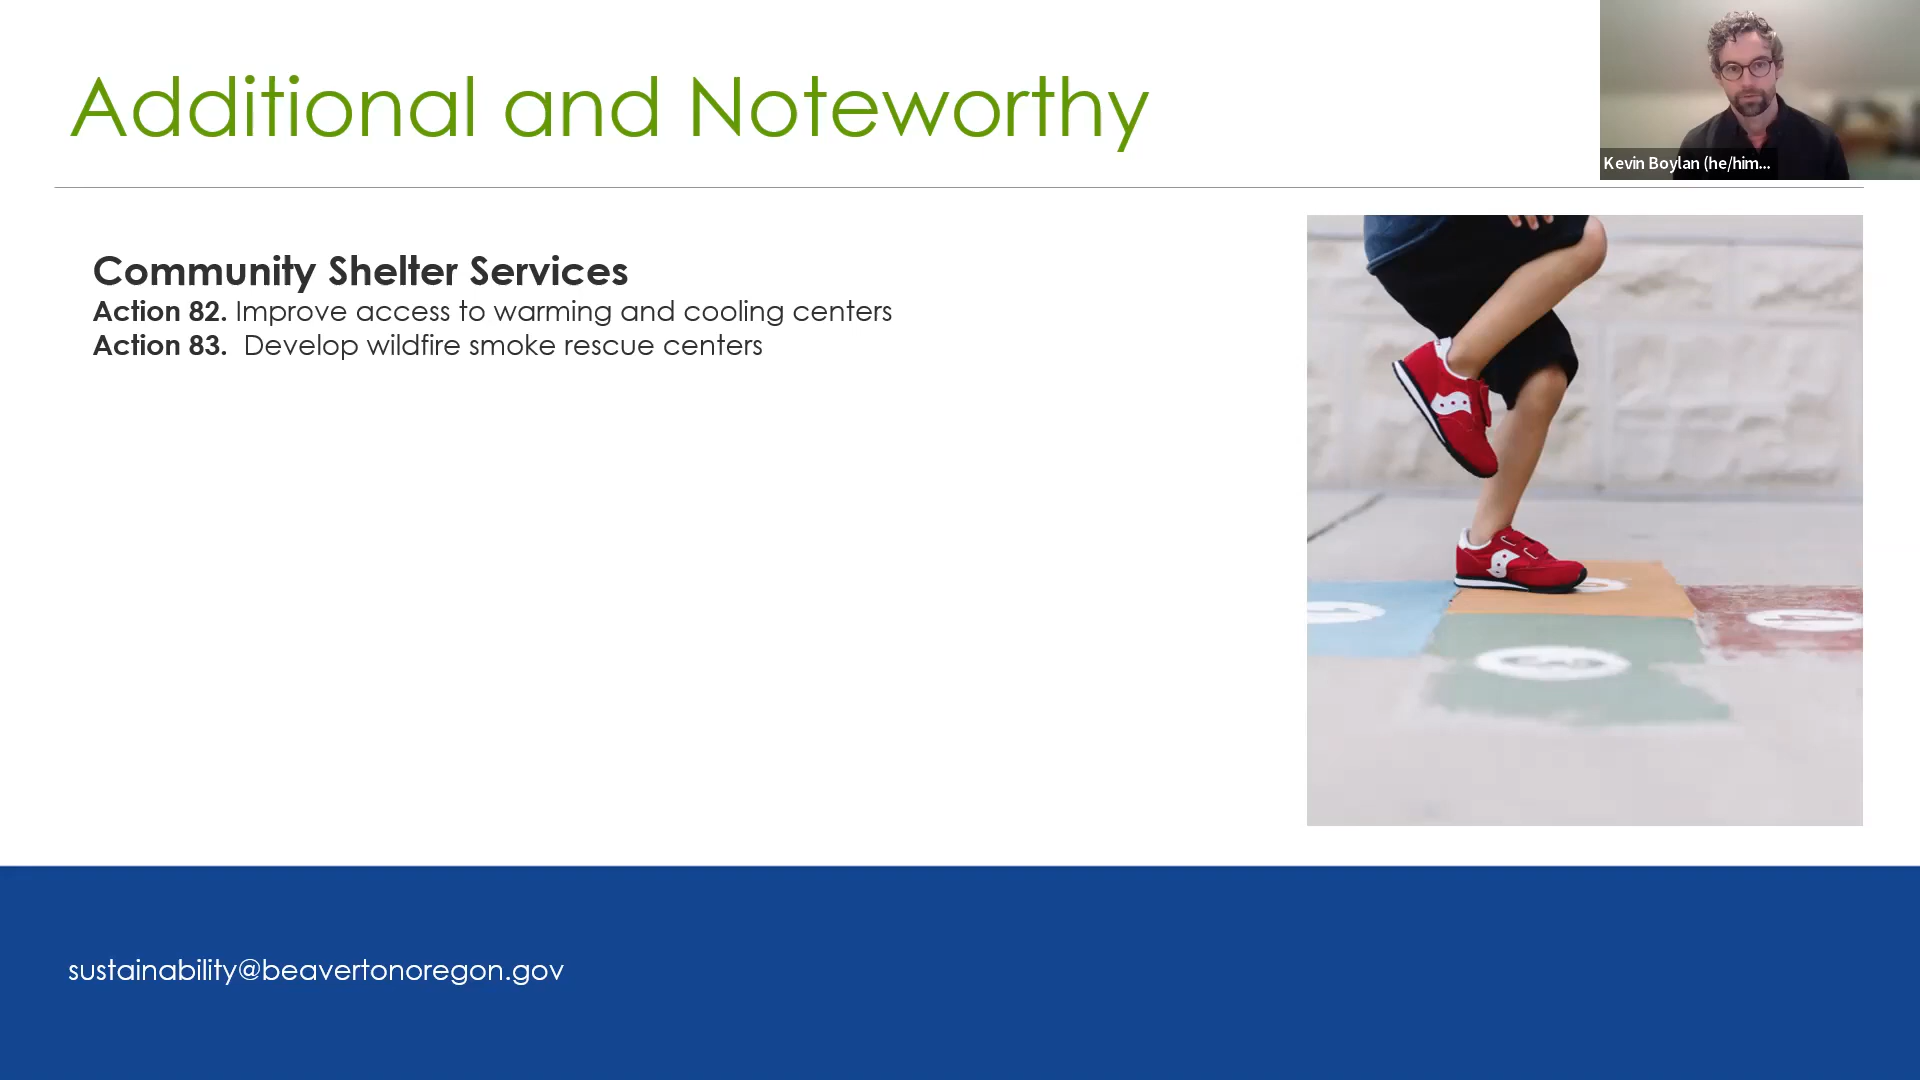 Additional and Noteworthy
Kevin Boylan (he/him...
Community Shelter Services
Action 82. Improve access to warming and cooling centers
Action 83.  Develop wildfire smoke rescue centers
sustainability@beavertonoregon.gov